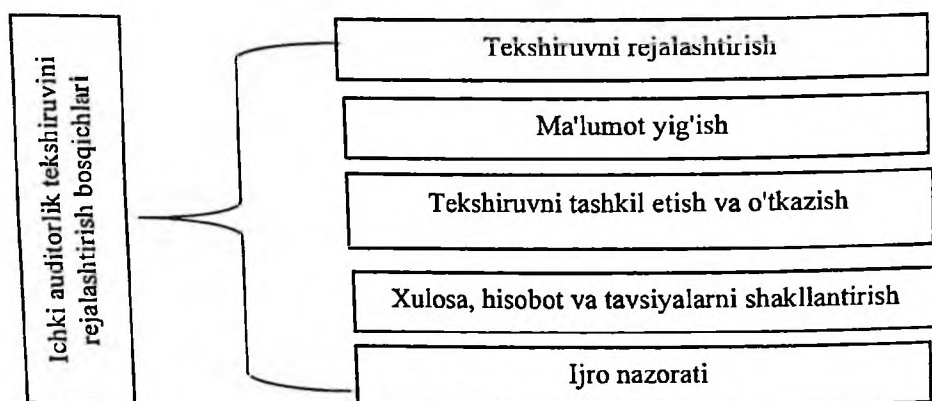 Ichki auditorlik tekshiruvini
rejalashtirish bosqichlari
Tekshiruvni rejalashtirish
Ma'lumot yig'ish
Tekshiruvni tashkil etish va o'tkazish
Xulosa, hisobot va tavsiyalarni shakllantirish
Ijro nazorati